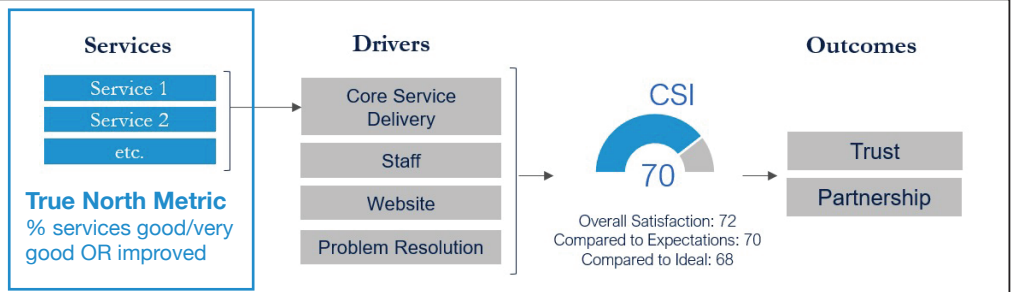 Services
Service 1
Service 2
etc.
True North Metric
% services good/very
good OR improved
Drivers
Core Service
Delivery
Staff
Website
Problem Resolution
CSI
70
Overall Satisfaction: 72
Compared to Expectations: 70
Compared to Ideal: 68
Outcomes
Trust
Partnership